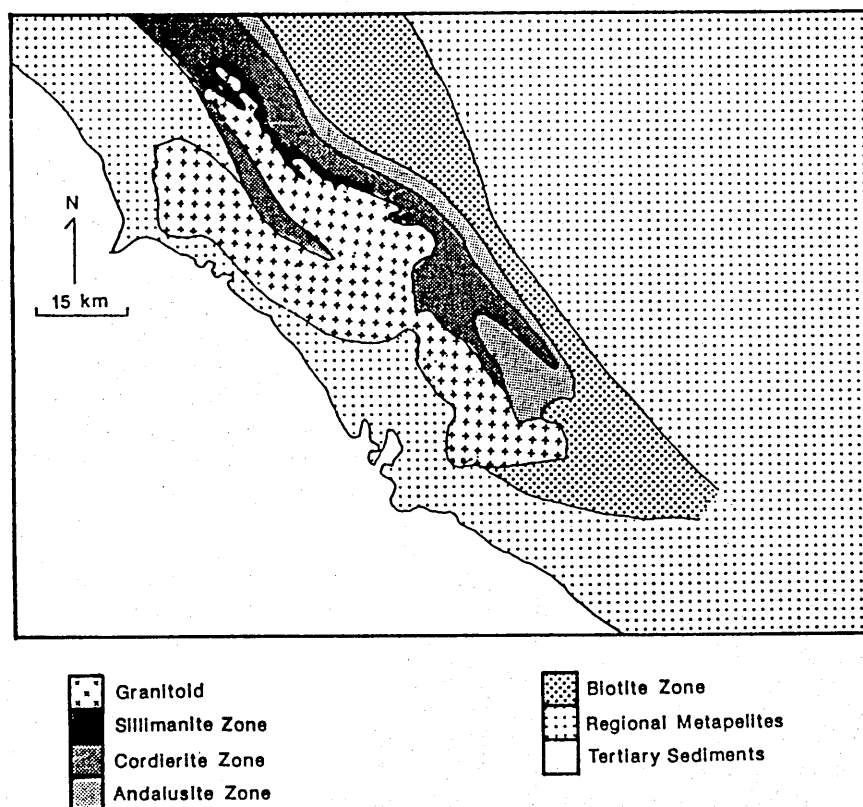 N
15 km
Granitoid
Sillimanite Zone
Cordierite Zone
Andalusite Zone
Biotite Zone
Regional Metapelites
Tertiary Sediments